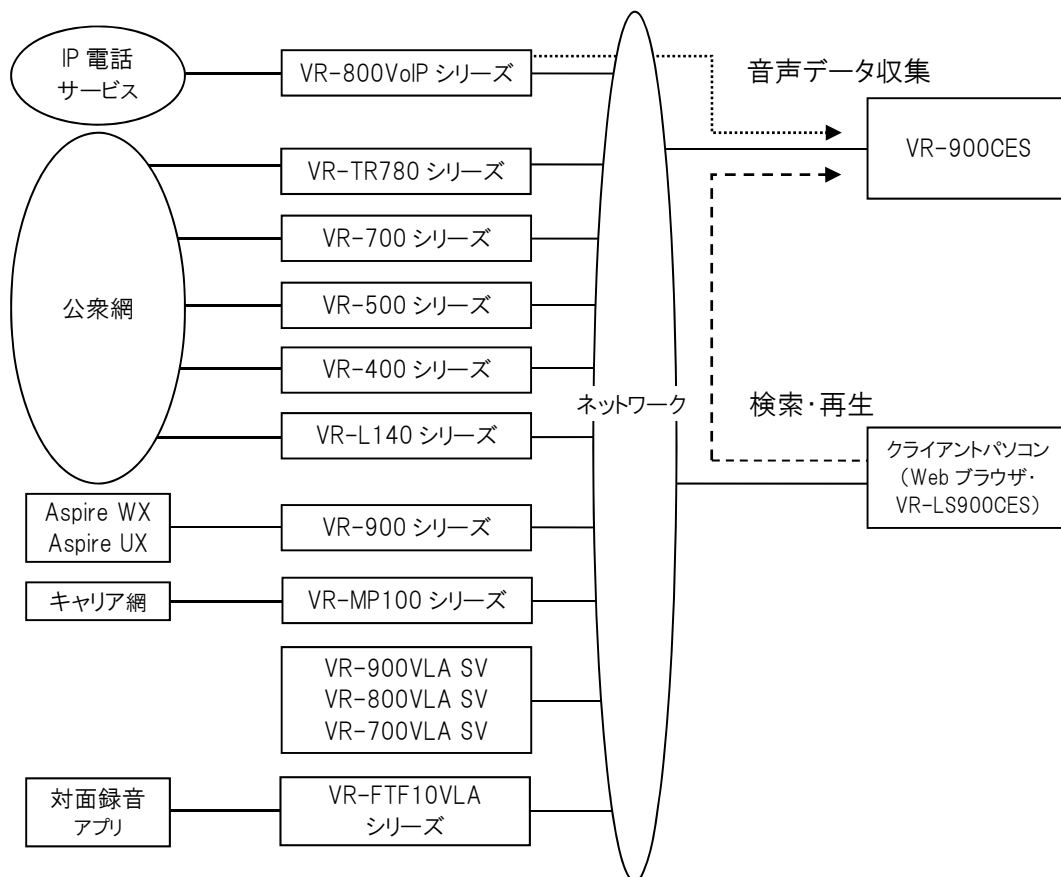 IP 電話
サービス
VR-800VoIP シリーズ
音声データ収集
VR-900CES
VR-TR780 シリーズ
VR-700 シリーズ
公衆網
VR-500 シリーズ
VR-400 シリーズ
ネットワーク
検索・再生
VR-L140 シリーズ
クライアントパソコン
（Web ブラウザ・
VR-LS900CES）
Aspire WX
Aspire UX
VR-900 シリーズ
キャリア網
VR-MP100 シリーズ
VR-900VLA SV
VR-800VLA SV
VR-700VLA SV
対面録音
アプリ
VR-FTF10VLA
シリーズ